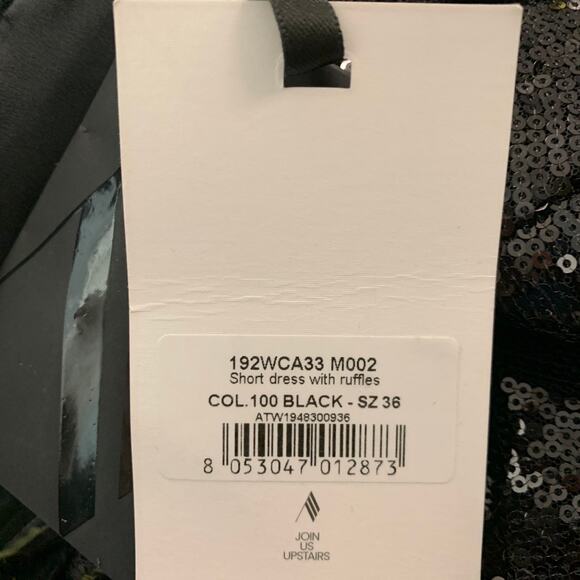 192WCA33 M002
Short dress with ruffles
COL.100 BLACK - SZ 36
ATW1948300936
8 053047 012873
JOIN
US
UPSTAIRS